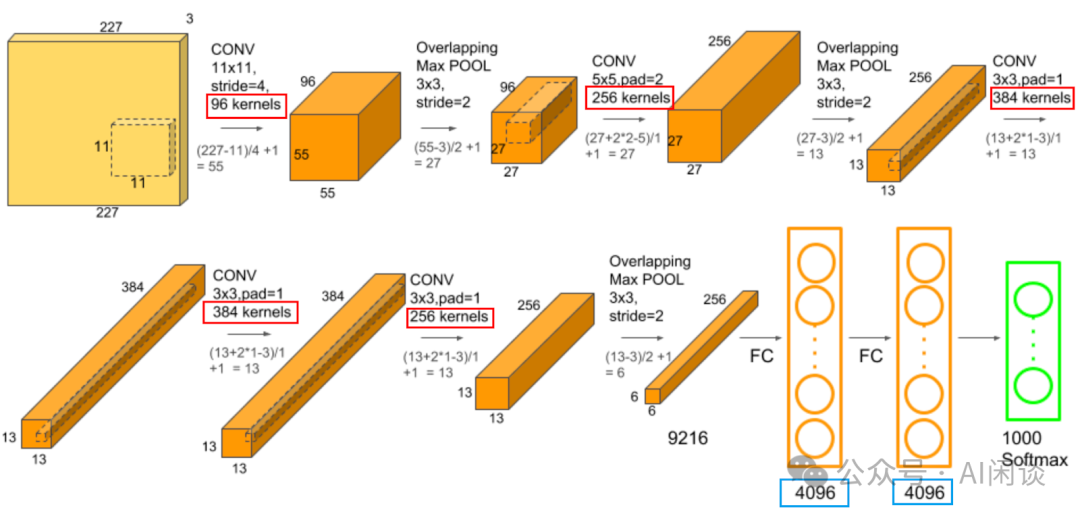 227
3
11
11
227
CONV
11x11,
stride=4,
96 kernels
(227-11)/4 +1
= 55
96
55
55
Overlapping
Max POOL
3x3,
stride=2
(55-3)/2 +1
= 27
96
27
27
CONV
5x5,pad=2
256 kernels
(27+2*2-5)/1
+1 = 27
256
27
27
Overlapping
Max POOL
3x3,
stride=2
(27-3)/2 +1
= 13
256
13
13
CONV
3x3,pad=1
384 kernels
(13+2*1-3)/1
+1 = 13
384
13
13
CONV
3x3,pad=1
384 kernels
(13+2*1-3)/1
+1 = 13
384
13
13
CONV
3x3,pad=1
256 kernels
(13+2*1-3)/1
+1 = 13
256
13
13
Overlapping
Max POOL
3x3,
stride=2
(13-3)/2 +1
= 6
256
6
6
9216
FC
4096
FC
4096
1000
Softmax
公众号·AI闲谈